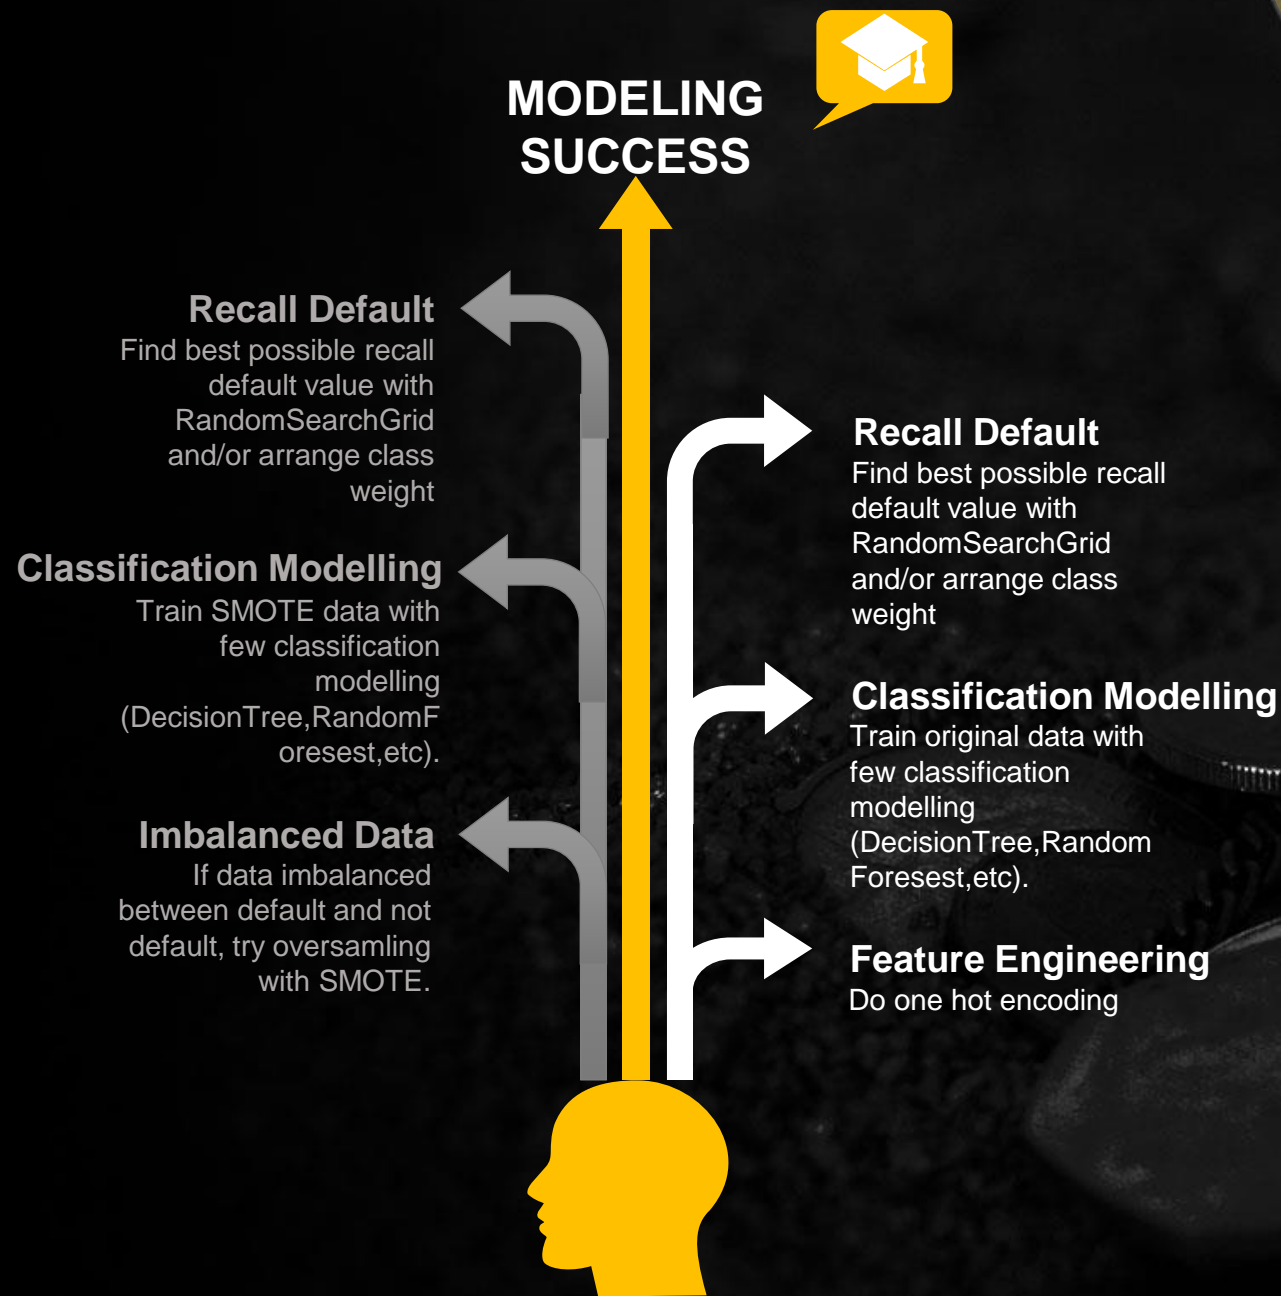 MODELING
SUCCESS
Recall Default
Find best possible recall
default value with
RandomSearchGrid
and/or arrange class
weight
Classification Modelling
Train SMOTE data with
few classification
modelling
(DecisionTree,RandomF
oresest,etc).
Imbalanced Data
If data imbalanced
between default and not
default, try oversamling
with SMOTE.
Recall Default
Find best possible recall
default value with
RandomSearchGrid
and/or arrange class
weight
Classification Modelling
Train original data with
few classification
modelling
(DecisionTree,Random
Foresest,etc).
Feature Engineering
Do one hot encoding